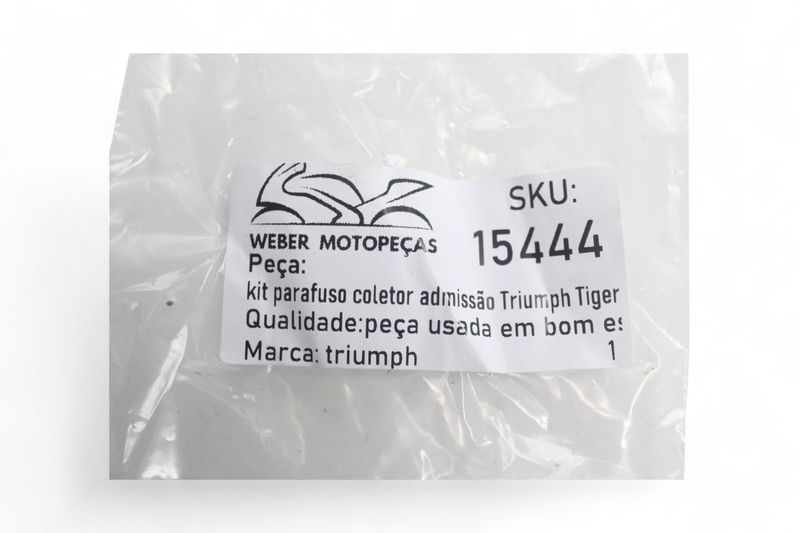 SKU:
WEBER MOTOPEÇAS
15444
Peça:
kit parafuso coletor admissão Triumph Tiger
Qualidade:peça usada em bom es
Marca: triumph 1